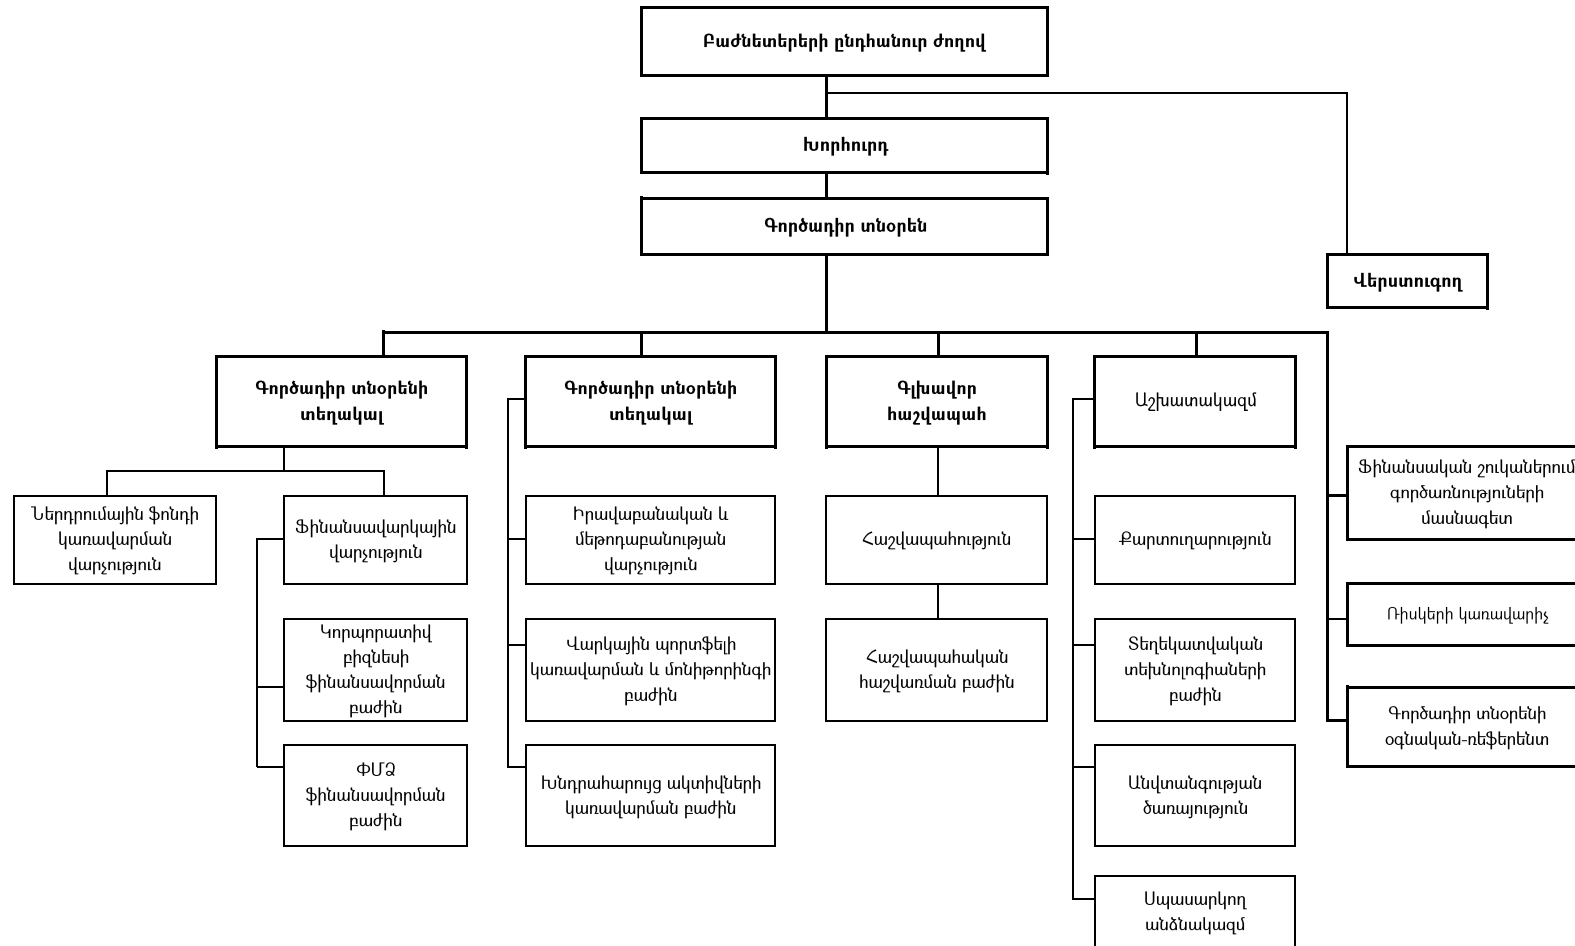 Բաժնետերերի ընդհանուր ժողով
Խորհուրդ
Գործադիր տնօրեն
Վերստուգող
Գործադիր տնօրենի
տեղակալ
Գործադիր տնօրենի
տեղակալ
Գլխավոր
հաշվապահ
Աշխատակազմ
Ֆինանսական շուկաներում
գործառնություների
մասնագետ
Ներդրումային ֆոնդի
կառավարման
վարչություն
Ֆինանսավարկային
վարչություն
Իրավաբանական և
մեթոդաբանության
վարչություն
Հաշվապահություն
Քարտուղարություն
Ռիսկերի կառավարիչ
Կորպորատիվ
բիզնեսի
ֆինանսավորման
բաժին
Վարկային պորտֆելի
կառավարման և մոնիթորինգի
բաժին
Հաշվապահական
հաշվառման բաժին
Տեղեկատվական
տեխնոլոգիաների
բաժին
Գործադիր տնօրենի
օգնական-ռեֆերենտ
ՓՄՁ
ֆինանսավորման
բաժին
Խնդրահարույց ակտիվների
կառավարման բաժին
Անվտանգության
ծառայություն
Սպասարկող
անձնակազմ